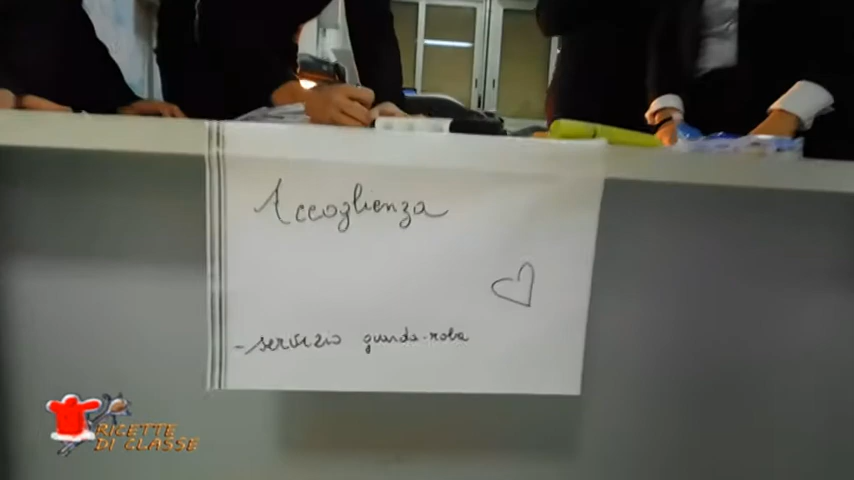 Accoglienza
- servizio guarda-roba
RICETTE
DI CLASSE